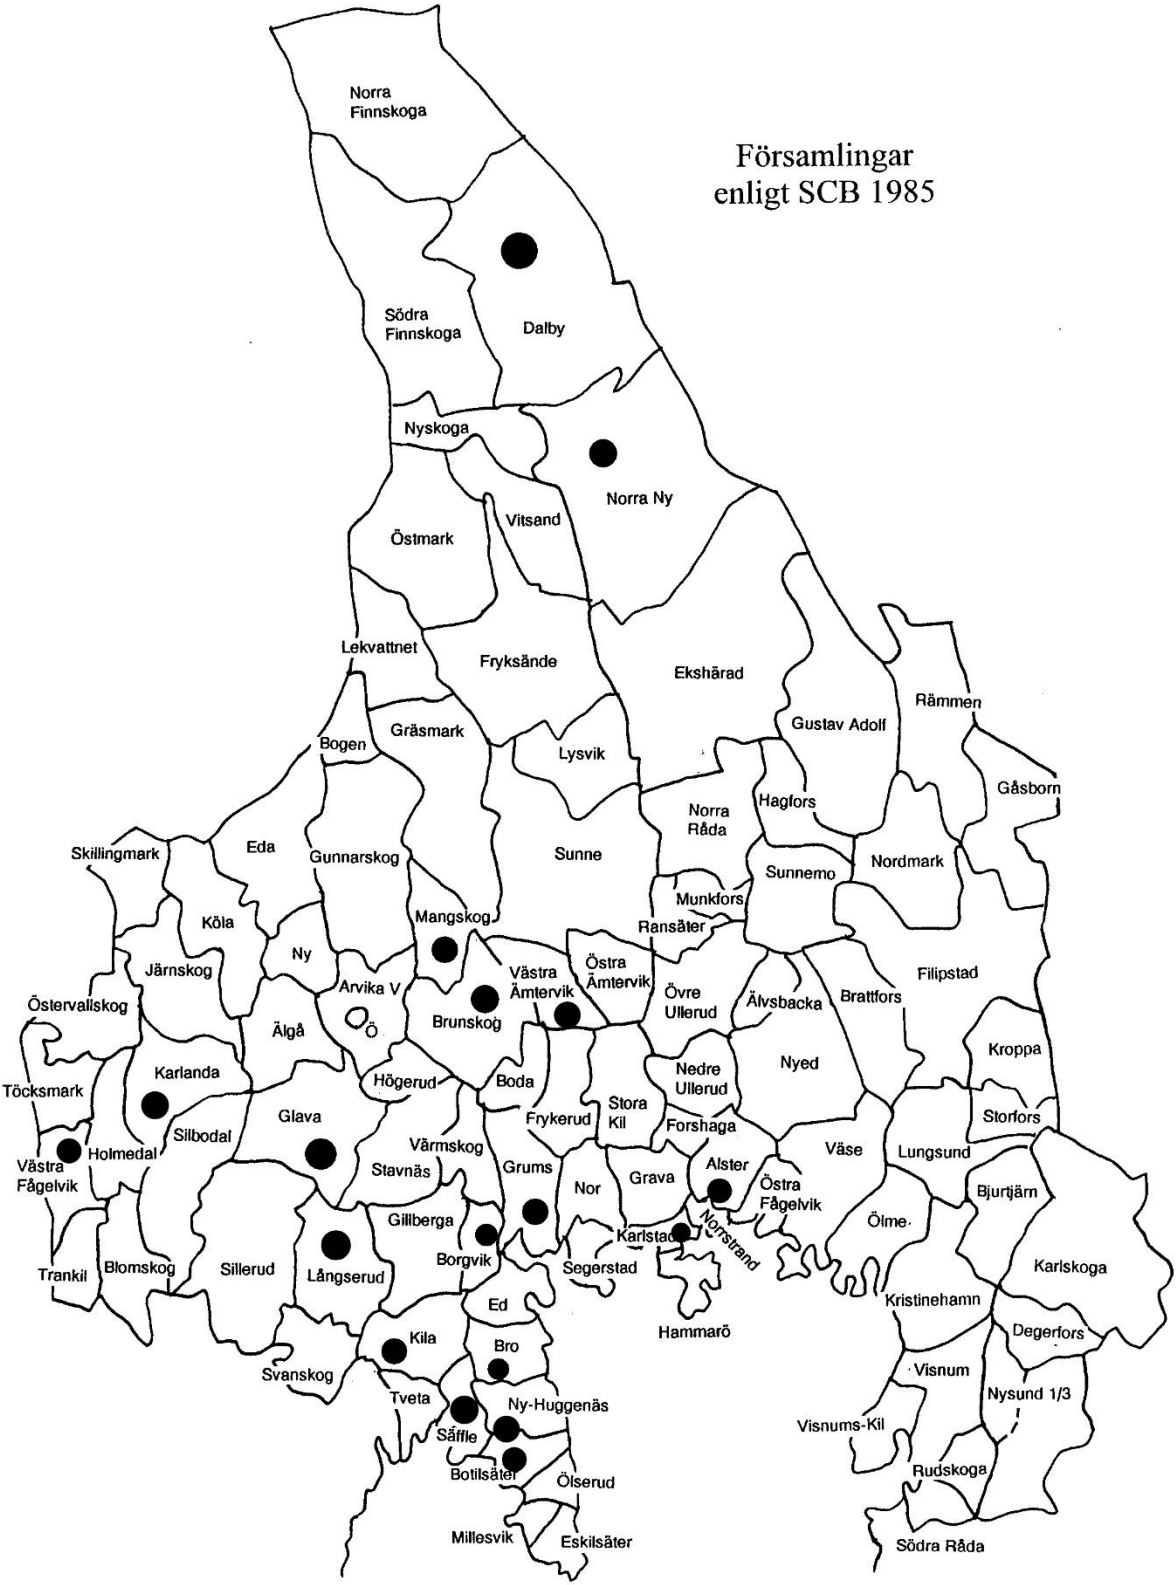 Norra
Finnskoga
Församlingar
enligt SCB 1985
Södra
Finnskoga
Dalby
Nyskoga
Norra Ny
Vitsand
Östmark
Lekvattnet
Fryksände
Ekshärad
Rämmen
Gustav Adolf
Gräsmark
Bogen
Lysvik
Gåsborn
Hagfors
Norra
Råda
Skillingmark
Eda
Gunnarskog
Sunne
Nordmark
Sunnemo
Munkfors
Mangskog
Köla
Ransäter
Ny
Järnskog
Västra
Ämtervik
Östra
Ämtervik
Filipstad
Arvika V
Ö
Övre
Ullerud
Älvsbacka
Brattfors
Östervallskog
Älgå
Brunskog
Kroppa
Nyed
Karlanda
Högerud
Boda
Nedre
Ullerud
Töcksmark
Glava
Frykerud
Stora
Kil
Forshaga
Storfors
Silbodal
Holmedal
Värmskog
Väse
Lungsund
Västra
Fågelvik
Stavnäs
Grums
Nor
Grava
Alster
Östra
Fågelvik
Bjurtjärn
Gillberga
Ölme
Karlstad
Norrstrand
Borgvik
Segerstad
Trankil
Blomskog
Sillerud
Långserud
Karlskoga
Ed
Kristinehamn
Hammarö
Degerfors
Kila
Bro
Svanskog
Visnum
Tveta
Ny-Huggenäs
Nysund 1/3
Säffle
Visnums-Kil
Botilsäter
Ölserud
Rudskoga
Millesvik
Eskilsäter
Södra Råda